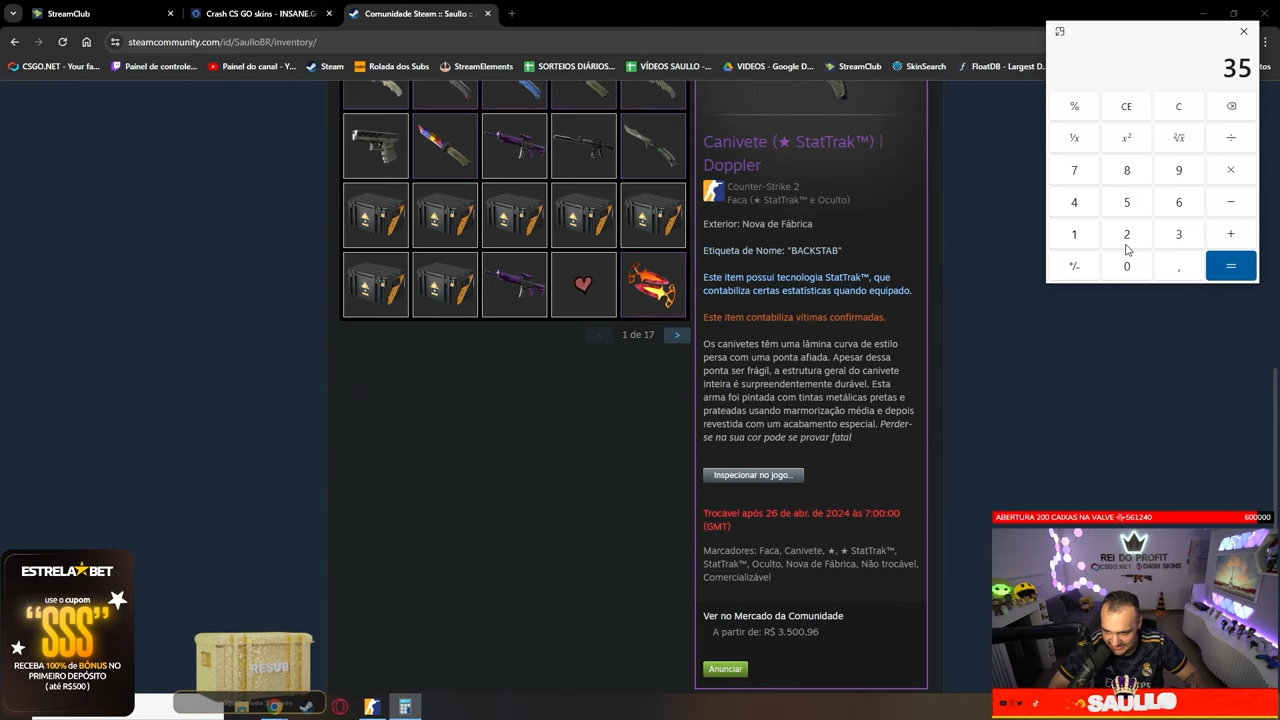 StreamClub
Crash CS GO skins - INSANE.G
Comunidade Steam :: Saullo ::
steamcommunity.com/id/SaulloBR/inventory/
CSGO.NET - Your fa...
Painel de controle...
Painel do canal - Y...
Steam
Rolada dos Subs
StreamElements
SORTEIOS DIÁRIOS...
VÍDEOS SAULLO -...
VIDEOS - Google D...
StreamClub
SkinSearch
FloatDB - Largest D...
35
% CE C
¹/x x² ²√x ÷
7 8 9 ×
4 5 6 −
1 2 3 +
+/− 0 , =
Canivete (★ StatTrak™) |
Doppler
Counter-Strike 2
Faca (★ StatTrak™ e Oculto)
Exterior: Nova de Fábrica
Etiqueta de Nome: "BACKSTAB"
Este item possui tecnologia StatTrak™, que
contabiliza certas estatísticas quando equipado.
Este item contabiliza vítimas confirmadas.
Os canivetes têm uma lâmina curva de estilo
persa com uma ponta afiada. Apesar dessa
ponta ser frágil, a estrutura geral do canivete
inteira é surpreendentemente durável. Esta
arma foi pintada com tintas metálicas pretas e
prateadas usando marmorização média e depois
revestida com um acabamento especial. Perder-
se na sua cor pode se provar fatal
Inspecionar no jogo...
Trocável após 26 de abr. de 2024 às 7:00:00
(GMT)
Marcadores: Faca, Canivete, ★, ★ StatTrak™,
StatTrak™, Oculto, Nova de Fábrica, Não trocável,
Comercializável
Ver no Mercado da Comunidade
A partir de: R$ 3.500,96
Anunciar
< 1 de 17 >
ABERTURA 200 CAIXAS NA VALVE 561240
600000
REI DO PROFIT
CSGO.NET DASH SKINS
SAULLO
ESTRELA★BET
use o cupom
"SSS"
RECEBA 100% de BÔNUS NO
PRIMEIRO DEPÓSITO
( até R$500 )
RESUB